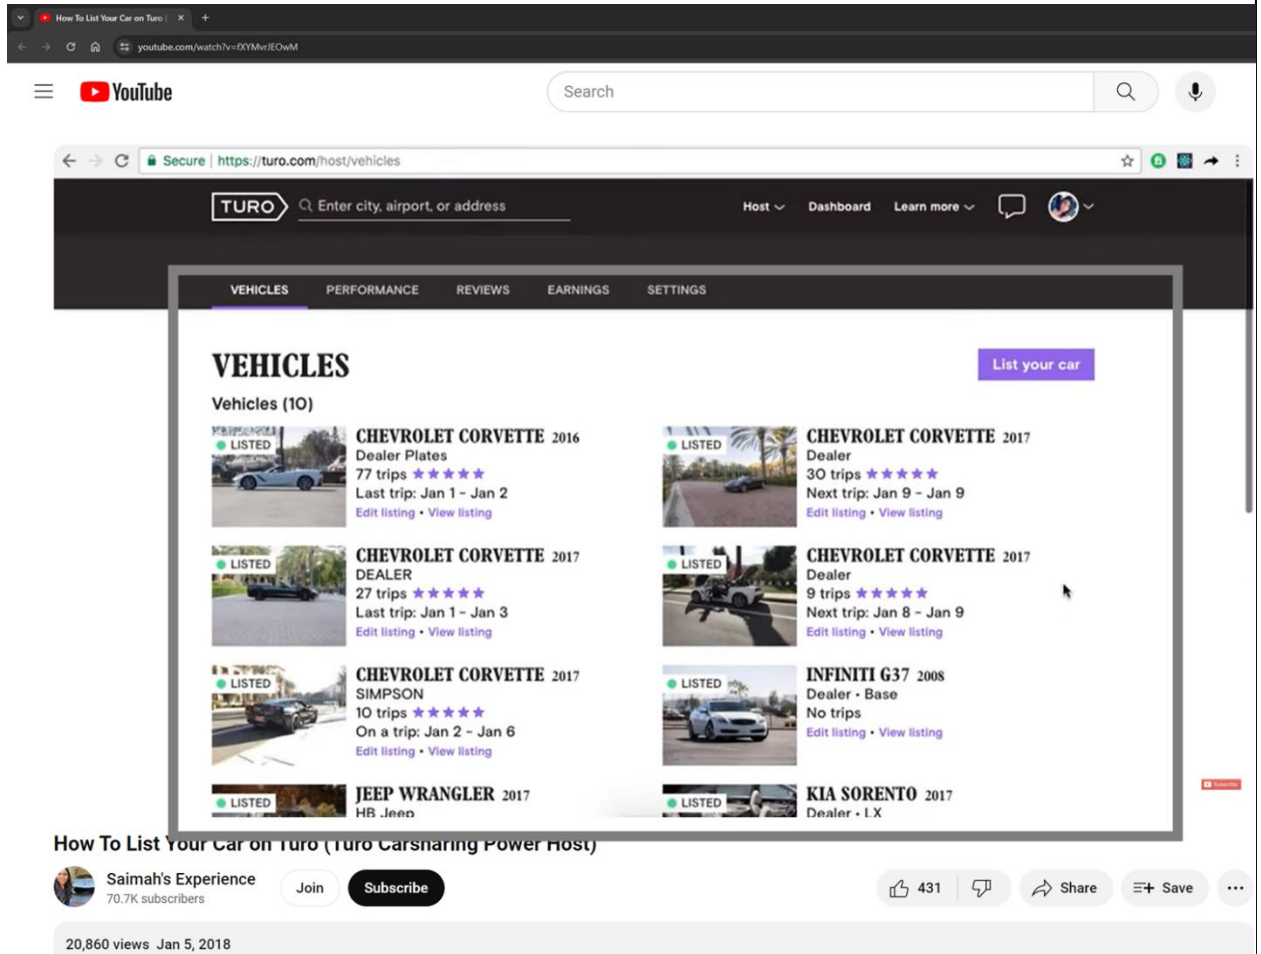 How To List Your Car on Turo (
youtube.com/watch?v=fXYMvrJEOwM
YouTube
Search
Secure | https://turo.com/host/vehicles
TURO Enter city, airport, or address Host Dashboard Learn more
VEHICLES PERFORMANCE REVIEWS EARNINGS SETTINGS
VEHICLES
List your car
Vehicles (10)
LISTED
CHEVROLET CORVETTE 2016
Dealer Plates
77 trips ★★★★★
Last trip: Jan 1 - Jan 2
Edit listing • View listing
LISTED
CHEVROLET CORVETTE 2017
Dealer
30 trips ★★★★★
Next trip: Jan 9 - Jan 9
Edit listing • View listing
LISTED
CHEVROLET CORVETTE 2017
DEALER
27 trips ★★★★★
Last trip: Jan 1 - Jan 3
Edit listing • View listing
LISTED
CHEVROLET CORVETTE 2017
Dealer
9 trips ★★★★★
Next trip: Jan 8 - Jan 9
Edit listing • View listing
LISTED
CHEVROLET CORVETTE 2017
SIMPSON
10 trips ★★★★★
On a trip: Jan 2 - Jan 6
Edit listing • View listing
LISTED
INFINITI G37 2008
Dealer • Base
No trips
Edit listing • View listing
LISTED
JEEP WRANGLER 2017
HB Jeep
LISTED
KIA SORENTO 2017
Dealer • LX
Subscribe
How To List Your Car on Turo (Turo Carsharing Power Host)
Saimah's Experience
70.7K subscribers
Join
Subscribe
431
Share
Save
20,860 views Jan 5, 2018